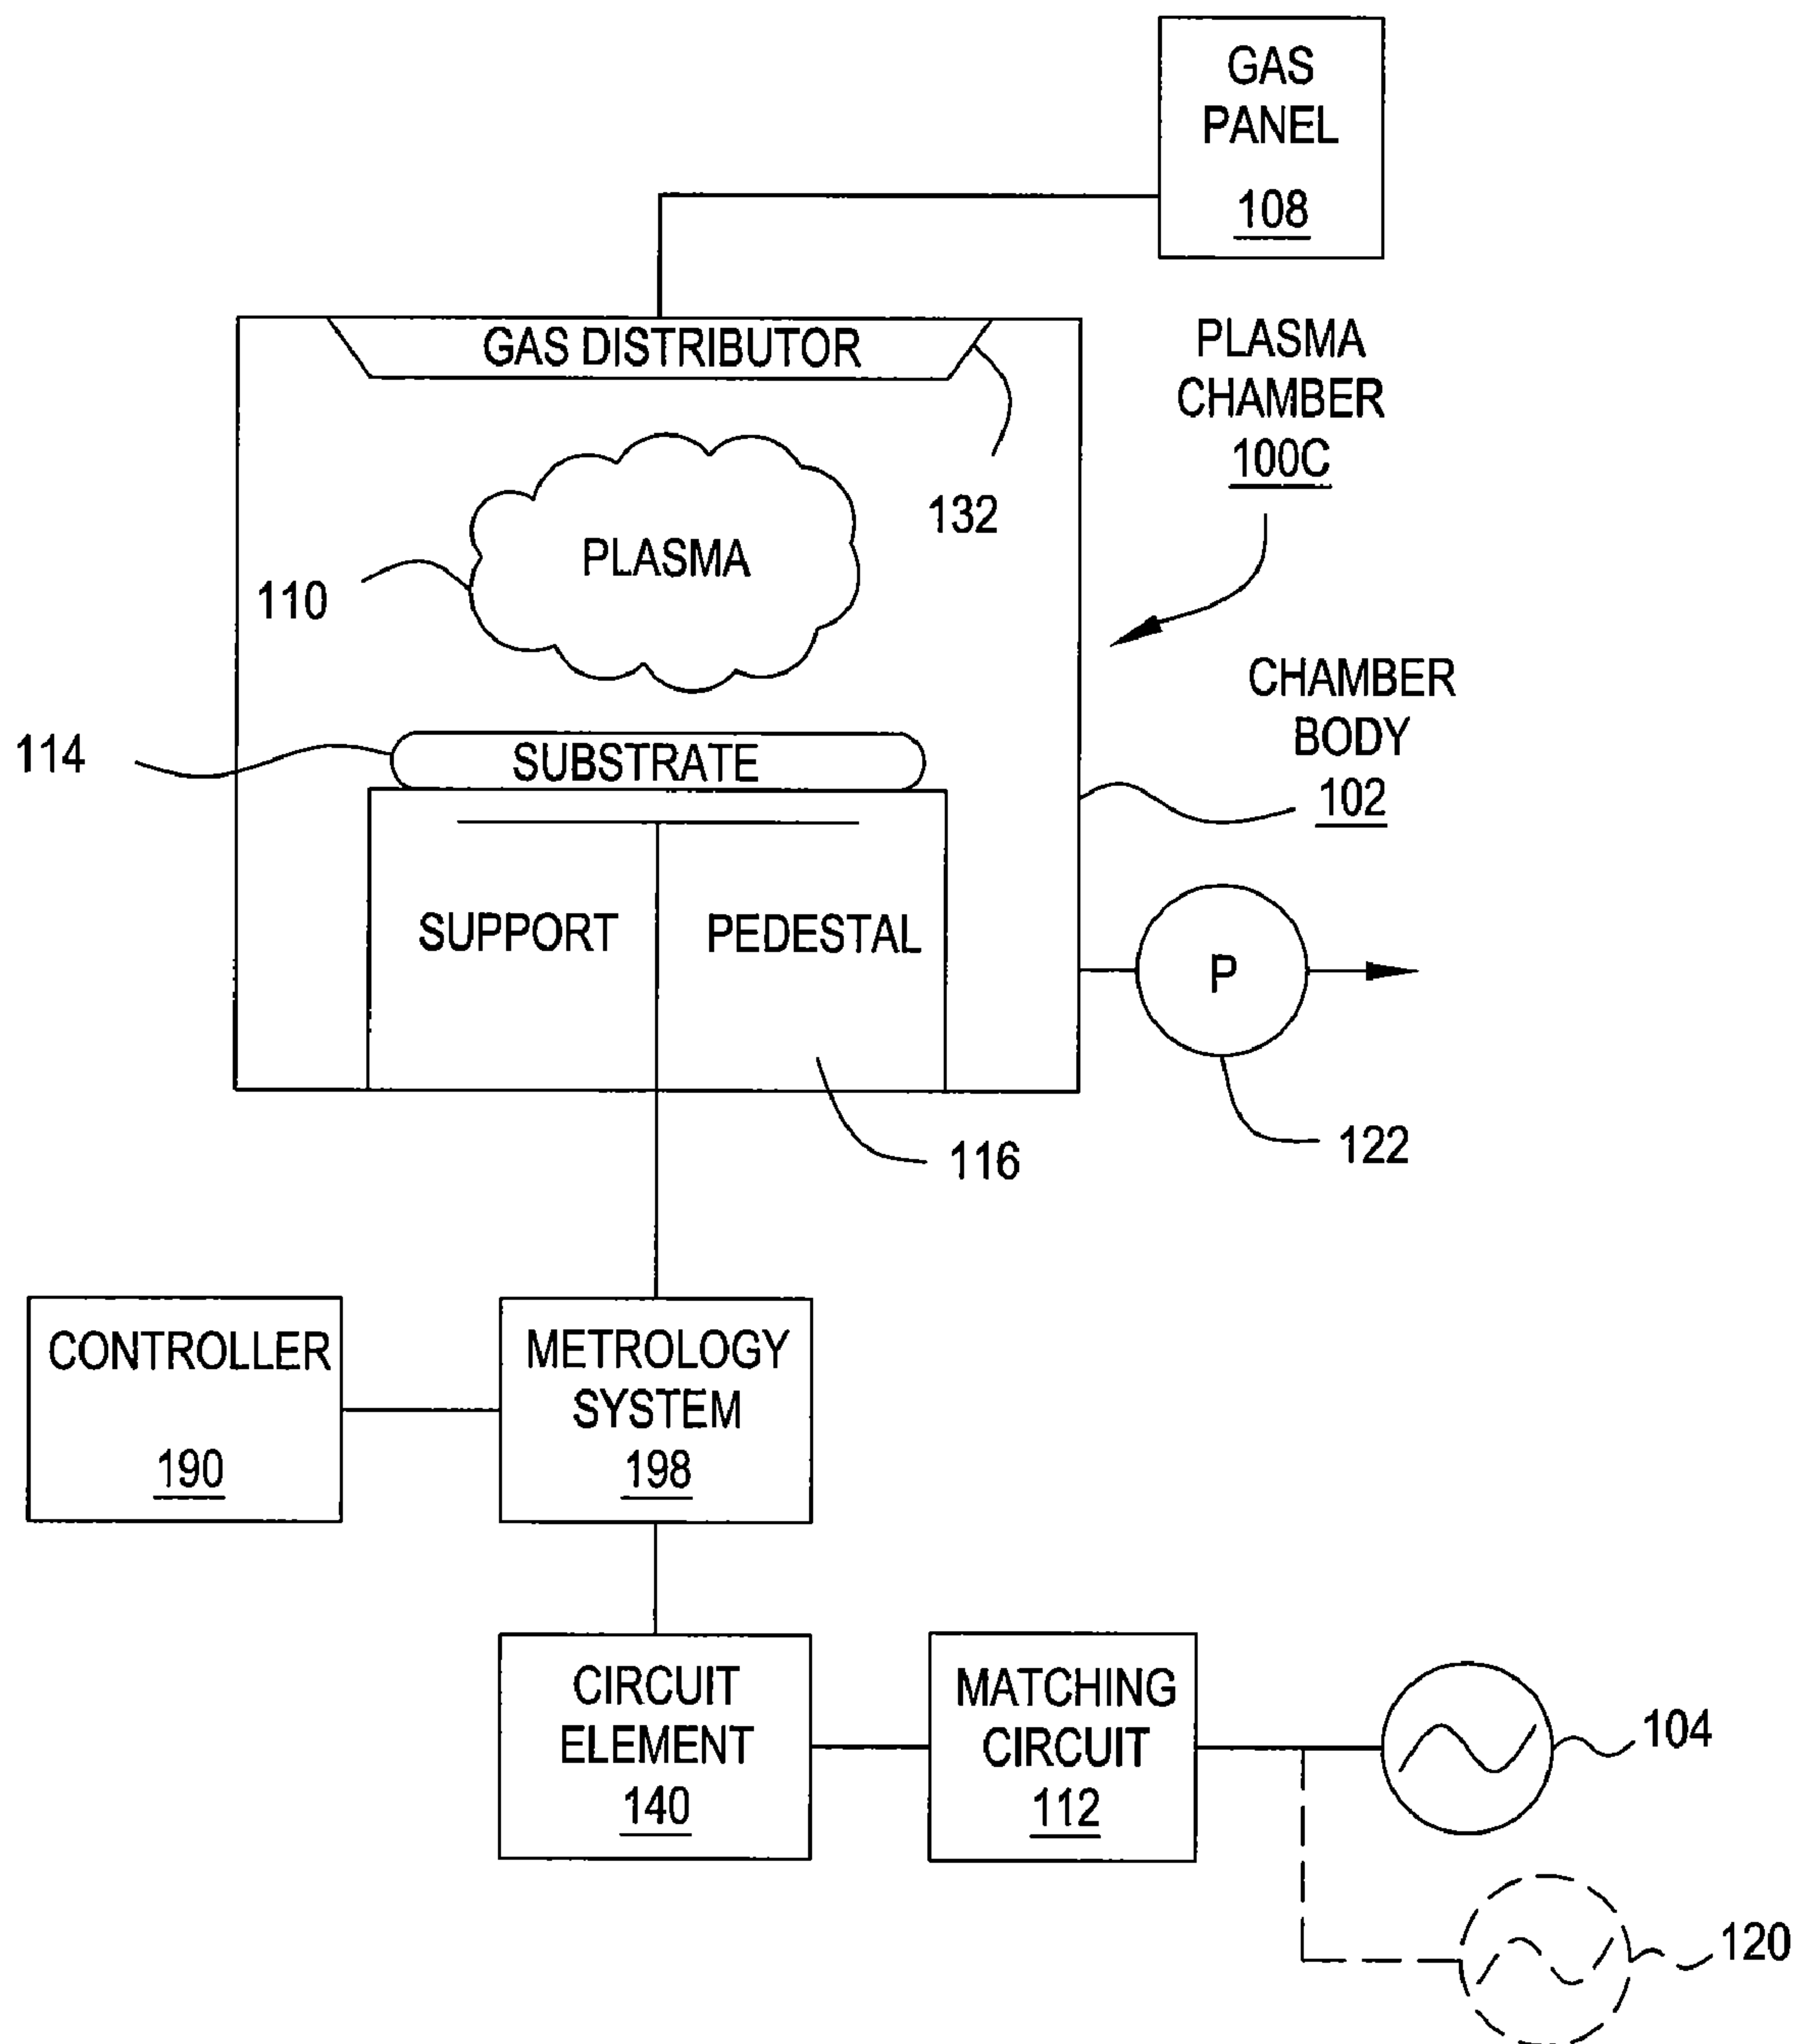 GAS
PANEL
108
GAS DISTRIBUTOR
PLASMA
CHAMBER
100C
132
PLASMA
110
CHAMBER
BODY
102
114
SUBSTRATE
SUPPORT
PEDESTAL
P
116
122
CONTROLLER
190
METROLOGY
SYSTEM
198
CIRCUIT
ELEMENT
140
MATCHING
CIRCUIT
112
104
120